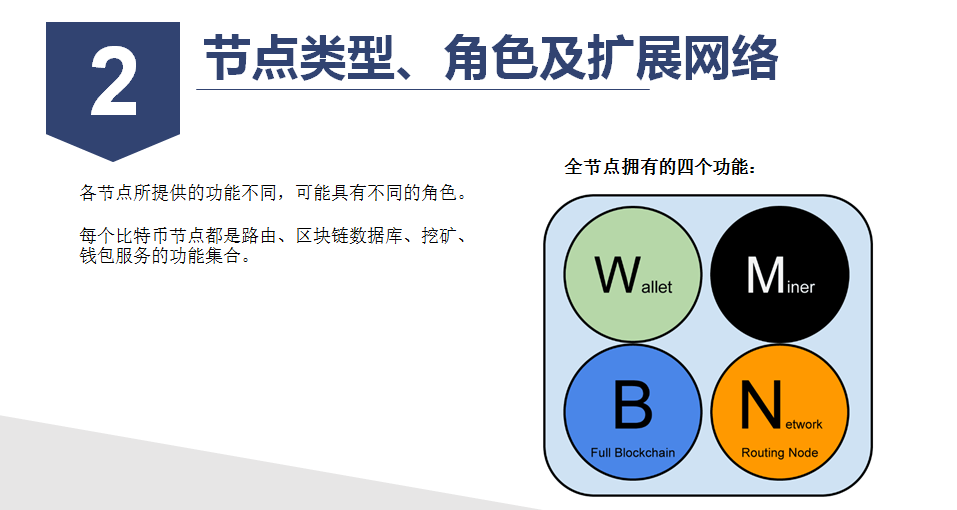 2
节点类型、角色及扩展网络
各节点所提供的功能不同，可能具有不同的角色。
每个比特币节点都是路由、区块链数据库、挖矿、
钱包服务的功能集合。
全节点拥有的四个功能：
Wallet
Miner
B
Full Blockchain
Network
Routing Node